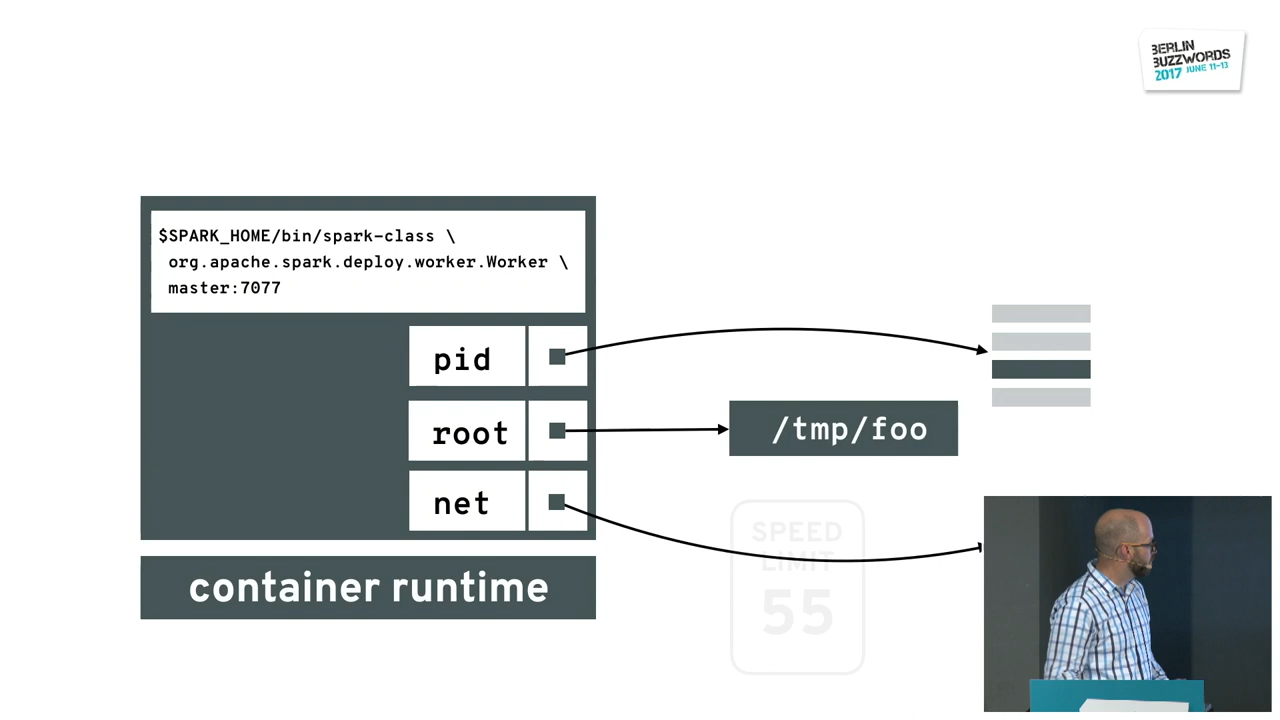 BERLIN
BUZZWORDS
2017 JUNE 11-13
$SPARK_HOME/bin/spark-class \
org.apache.spark.deploy.worker.Worker \
master:7077
pid
root
/tmp/foo
net
SPEED
LIMIT
55
container runtime